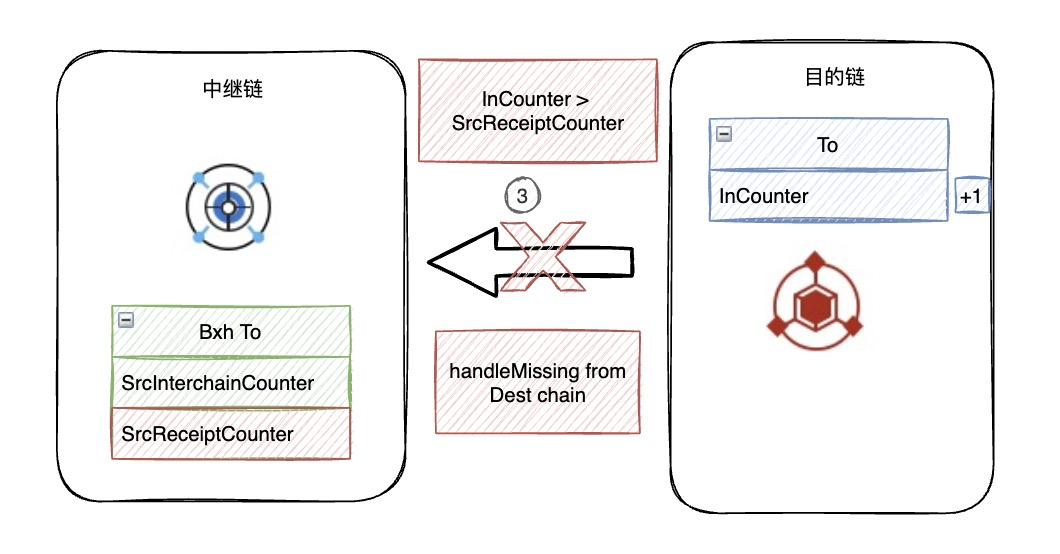 中继链
Bxh To
SrcInterchainCounter
SrcReceiptCounter
InCounter >
SrcReceiptCounter
3
handleMissing from
Dest chain
目的链
To
InCounter
+1